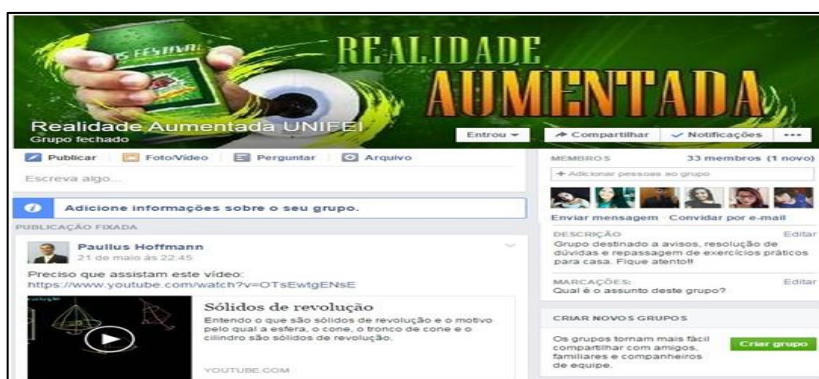 REALIDADE
AUMENTADA
Realidade Aumentada UNIFEI
Grupo fechado
Entrou
Compartilhar
Notificações
Publicar
Foto/Vídeo
Perguntar
Arquivo
Escreva algo...
Adicione informações sobre o seu grupo.
PUBLICAÇÃO FIXADA
Paulius Hoffmann
21 de maio às 22:45
Preciso que assistam este vídeo:
https://www.youtube.com/watch?v=OTsEwtgENsE
Sólidos de revolução
Entendo o que são sólidos de revolução e o motivo
pelo qual a esfera, o cone, o tronco de cone e o
cilindro são sólidos de revolução.
YOUTUBE.COM
MEMBROS
33 membros (1 novo)
+ Adicionar pessoas ao grupo
Enviar mensagem · Convidar por e-mail
DESCRIÇÃO
Editar
Grupo destinado a avisos, resolução de
dúvidas e repassagem de exercícios práticos
para casa. Fique atento!!
MARCAÇÕES:
Editar
Qual é o assunto deste grupo?
CRIAR NOVOS GRUPOS
Os grupos tornam mais fácil
compartilhar com amigos,
familiares e companheiros
de equipe.
Criar grupo